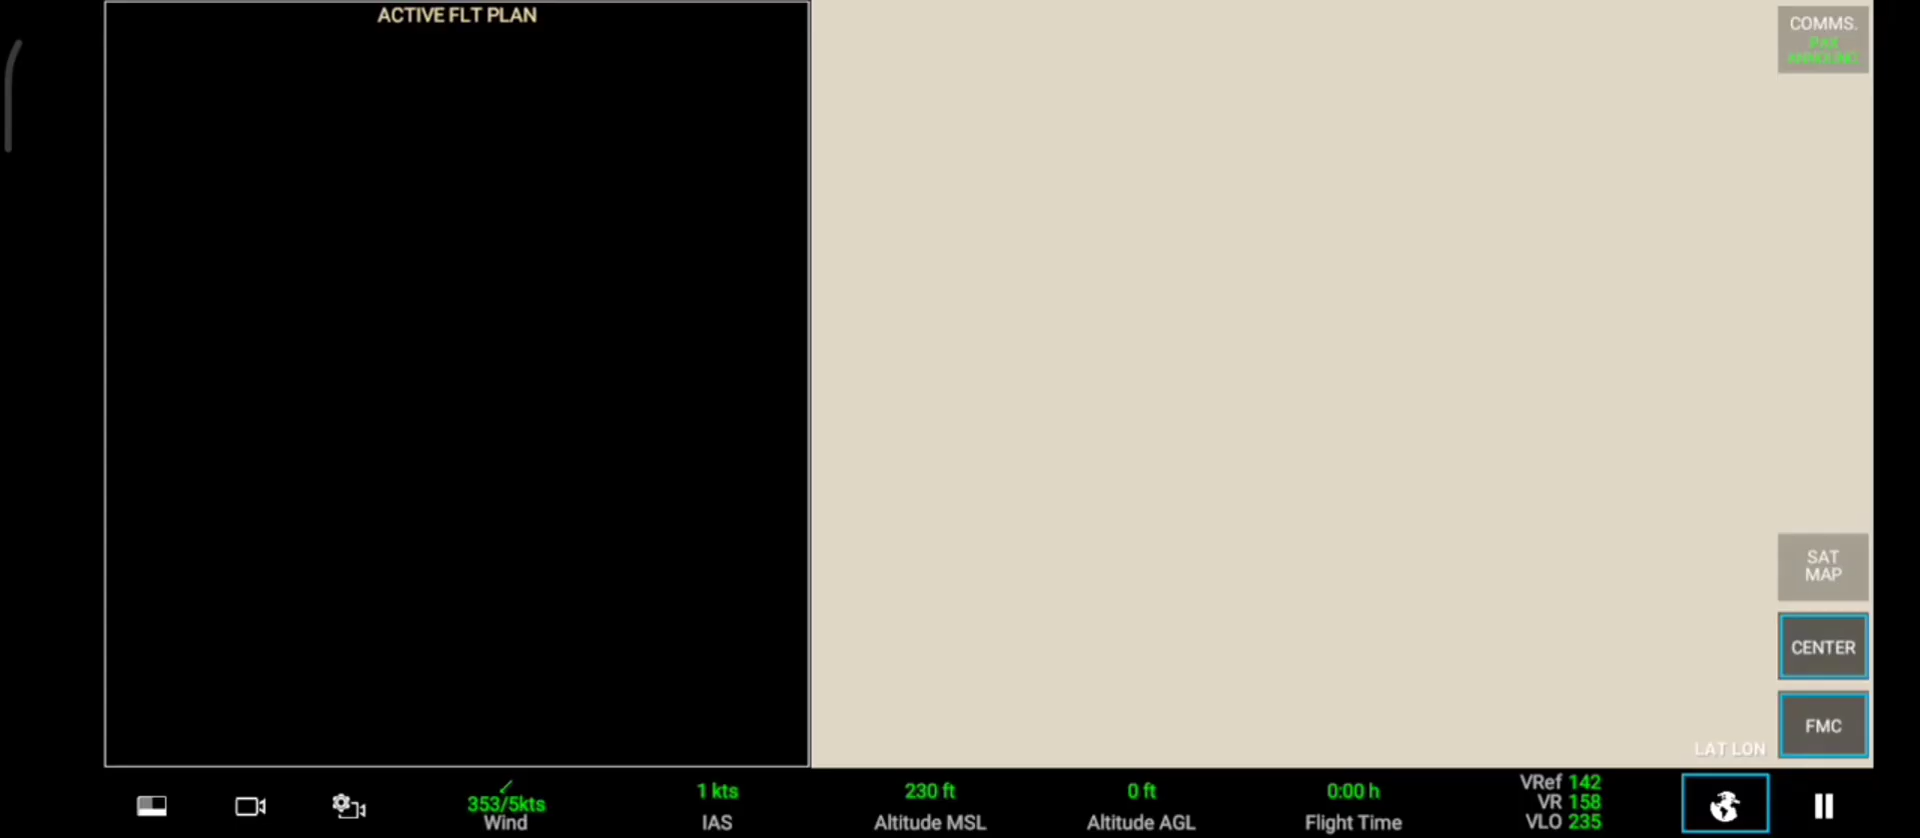 ACTIVE FLT PLAN
COMMS.
SAT
MAP
CENTER
FMC
LAT LON
353/5kts
Wind
1 kts
IAS
230 ft
Altitude MSL
0 ft
Altitude AGL
0:00 h
Flight Time
VRef 142
VR 158
VLO 235